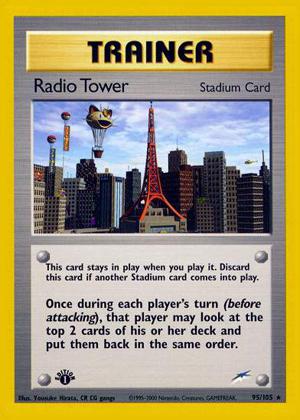 TRAINER
Radio Tower Stadium Card
This card stays in play when you play it. Discard
this card if another Stadium card comes into play.
Once during each player's turn (before
attacking), that player may look at the
top 2 cards of his or her deck and
put them back in the same order.
EDITION
1
Illus. Yousuke Hirata, CR CG gangs ©1995-2000 Nintendo, Creatures, GAMEFREAK. 95/105 ★